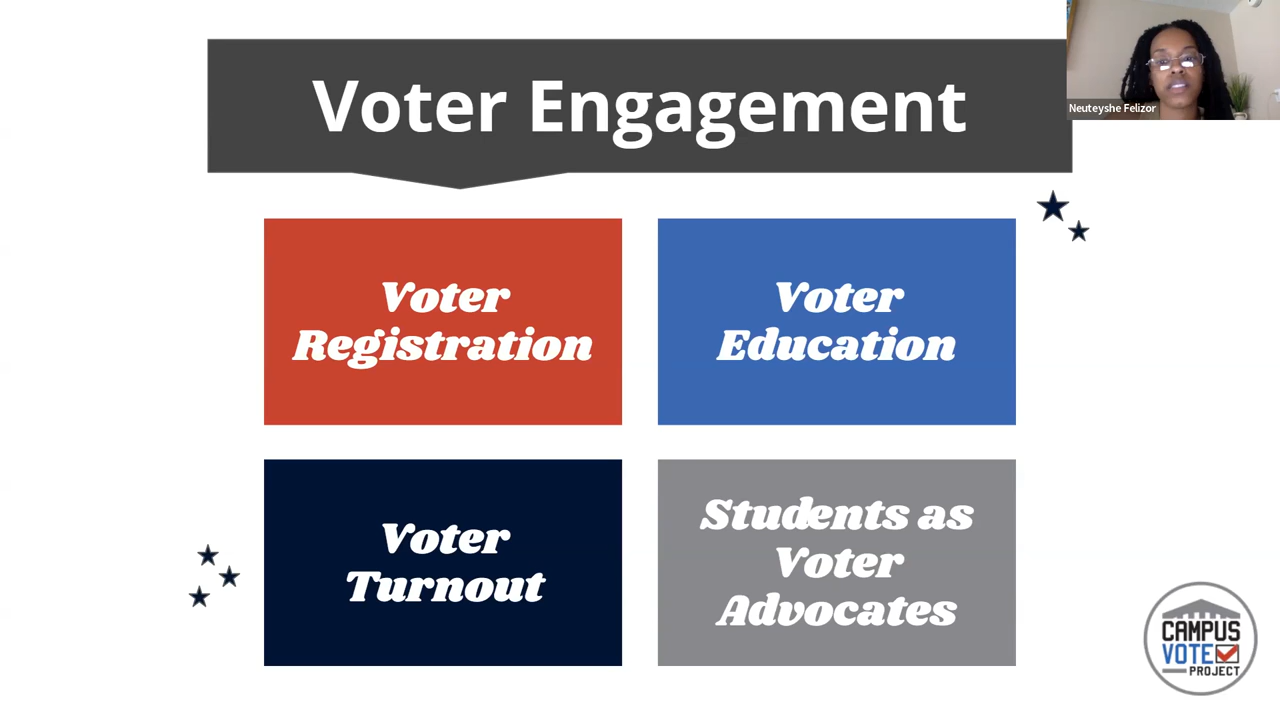 Voter Engagement
Neuteyshe Felizor
Voter
Registration
Voter
Education
Voter
Turnout
Students as
Voter
Advocates
CAMPUS
VOTE
PROJECT